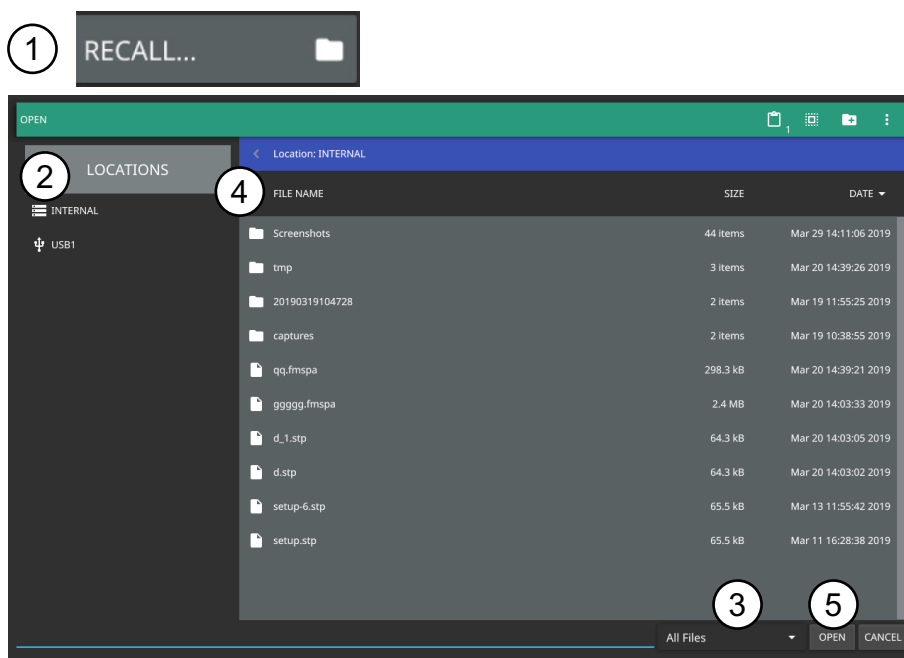 1 RECALL...
OPEN 1
2 LOCATIONS
INTERNAL
USB1
Location: INTERNAL
4 FILE NAME SIZE DATE
Screenshots 44 items Mar 29 14:11:06 2019
tmp 3 items Mar 20 14:39:26 2019
20190319104728 2 items Mar 19 11:55:25 2019
captures 2 items Mar 19 10:38:55 2019
qq.fmspa 298.3 kB Mar 20 14:39:21 2019
ggggg.fmspa 2.4 MB Mar 20 14:03:33 2019
d_1.stp 64.3 kB Mar 20 14:03:05 2019
d.stp 64.3 kB Mar 20 14:03:02 2019
setup-6.stp 65.5 kB Mar 13 11:55:42 2019
setup.stp 65.5 kB Mar 11 16:28:38 2019
3 5
All Files OPEN CANCEL